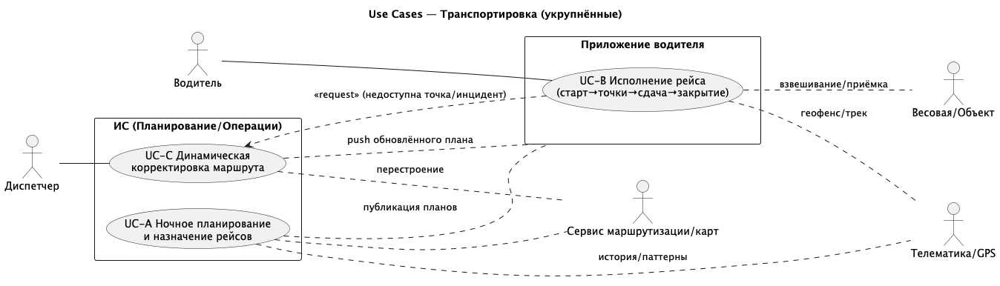 Use Cases — Транспортировка (укрупнённые)
Приложение водителя
UC-B Исполнение рейса
(старт→точки→сдача→закрытие)
Водитель
взвешивание/приёмка
Весовая/Объект
«request» (недоступна точка/инцидент)
геофенс/трек
ИС (Планирование/Операции)
UC-C Динамическая
корректировка маршрута
push обновлённого плана
Диспетчер
перестроение
публикация планов
UC-A Ночное планирование
и назначение рейсов
Сервис маршрутизации/карт
история/паттерны
Телематика/GPS